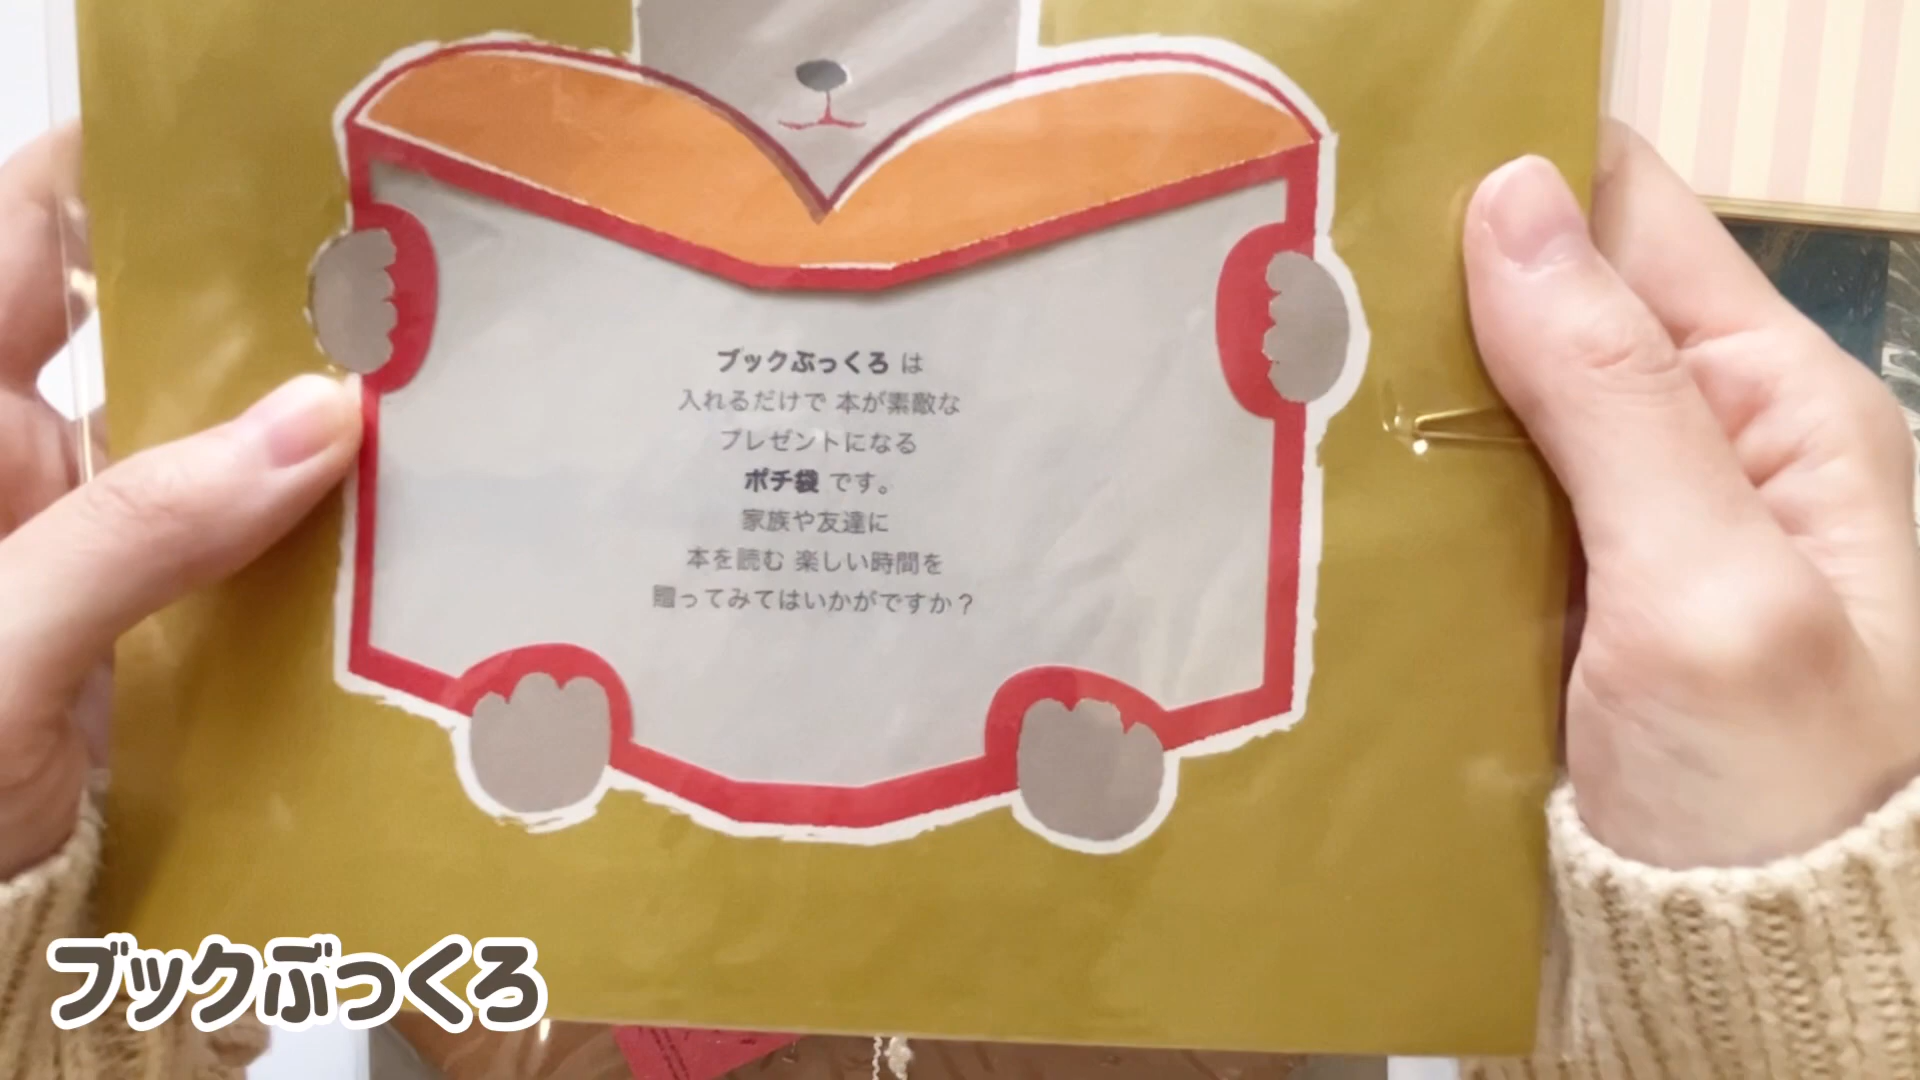 ブックぶっくろ は
入れるだけで 本が素敵な
プレゼントになる
ポチ袋 です。
家族や友達に
本を読む 楽しい時間を
贈ってみてはいかがですか？
ブックぶっくろ